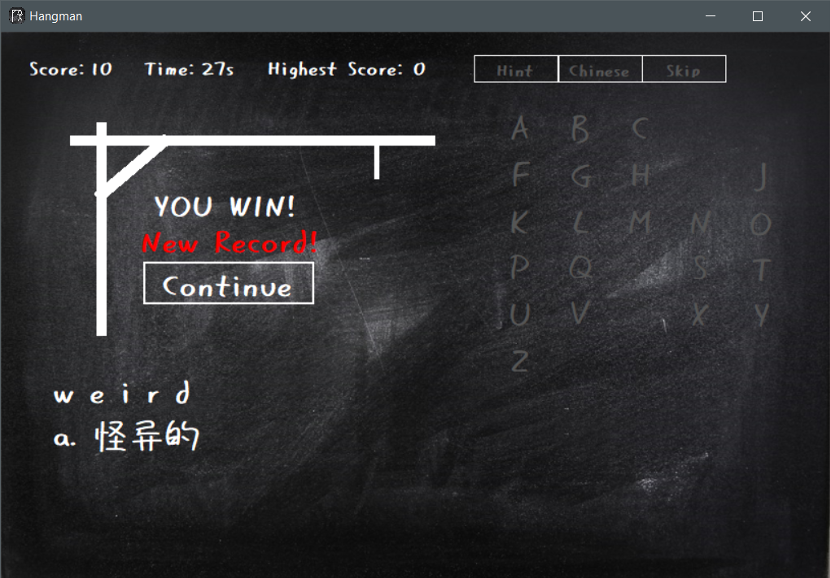 Hangman
Score: 10 Time: 27s Highest Score: 0
Hint Chinese Skip
A B C
F G H J
K L M N O
P Q S T
U V X Y
Z
YOU WIN!
New Record!
Continue
w e i r d
a. 怪异的